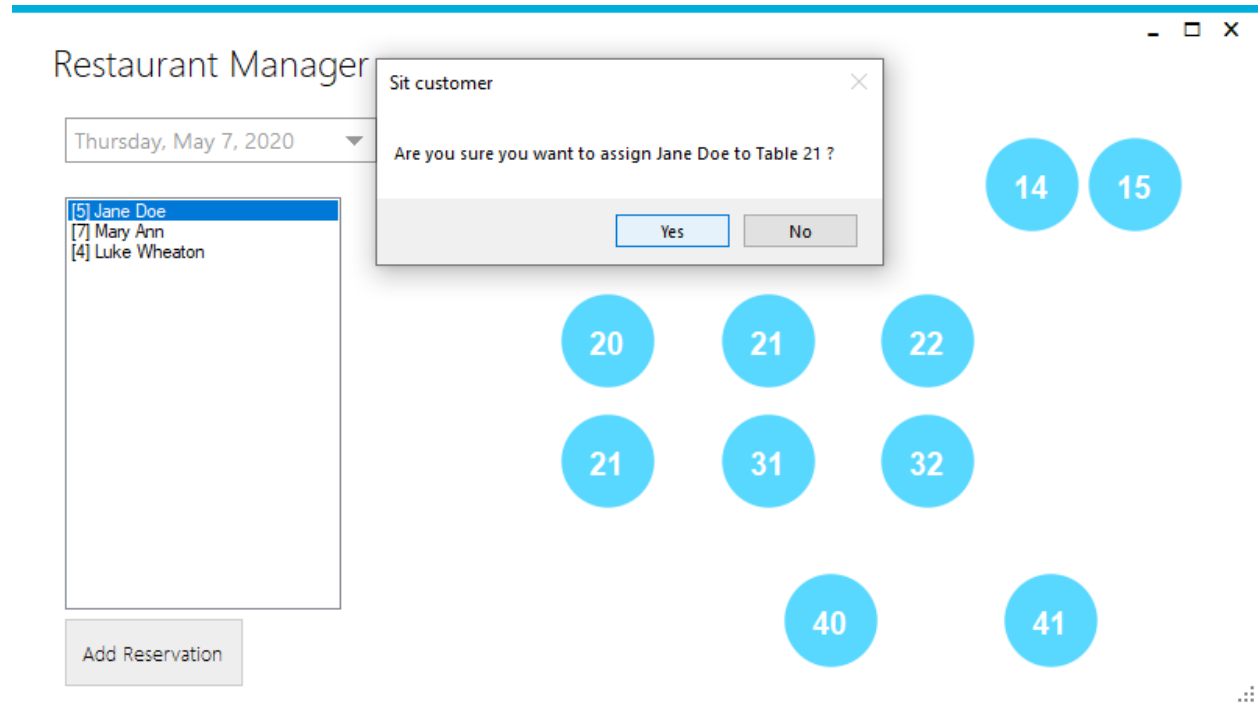 Restaurant Manager
Sit customer
Thursday, May 7, 2020
Are you sure you want to assign Jane Doe to Table 21 ?
Yes No
[5] Jane Doe
[7] Mary Ann
[4] Luke Wheaton
14 15
20 21 22
21 31 32
40 41
Add Reservation